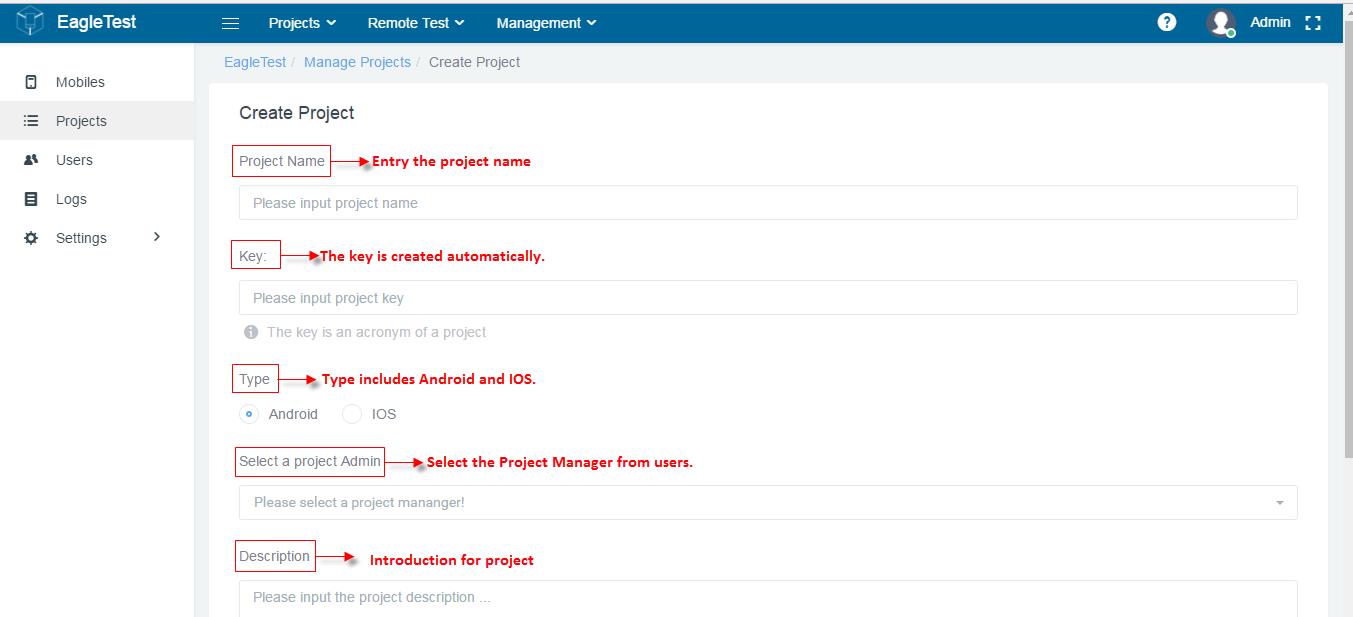 EagleTest
Projects
Remote Test
Management
?
Admin
Mobiles
Projects
Users
Logs
Settings
EagleTest / Manage Projects / Create Project
Create Project
Project Name Entry the project name
Please input project name
Key: The key is created automatically.
Please input project key
The key is an acronym of a project
Type Type includes Android and IOS.
Android IOS
Select a project Admin Select the Project Manager from users.
Please select a project mananger!
Description Introduction for project
Please input the project description ...